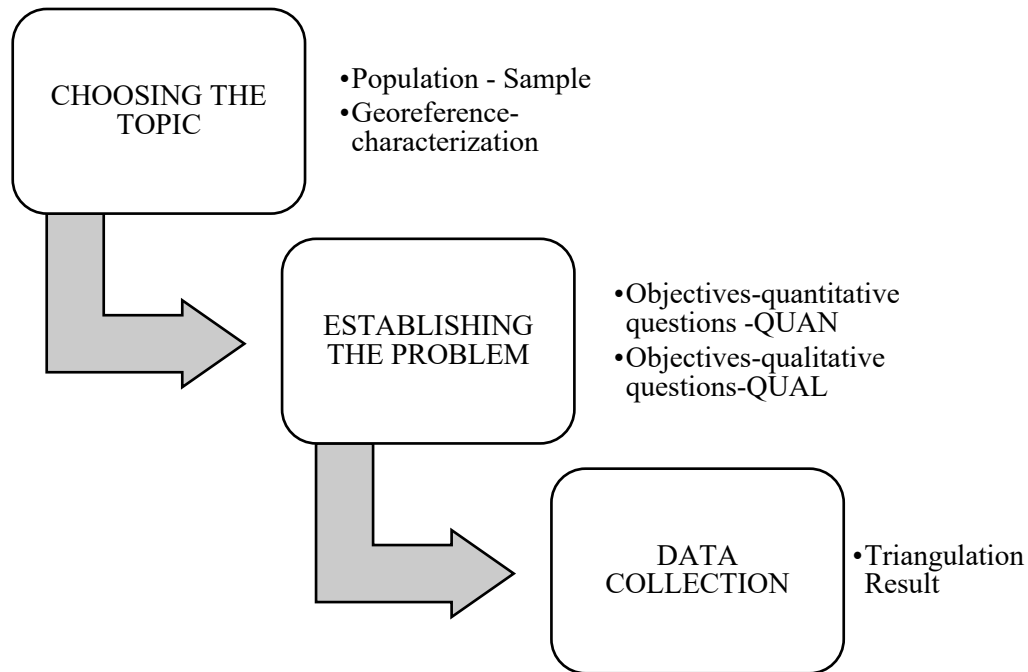 CHOOSING THE
TOPIC
•Population - Sample
•Georeference-
characterization
ESTABLISHING
THE PROBLEM
•Objectives-quantitative
questions -QUAN
•Objectives-qualitative
questions-QUAL
DATA
COLLECTION
•Triangulation
Result